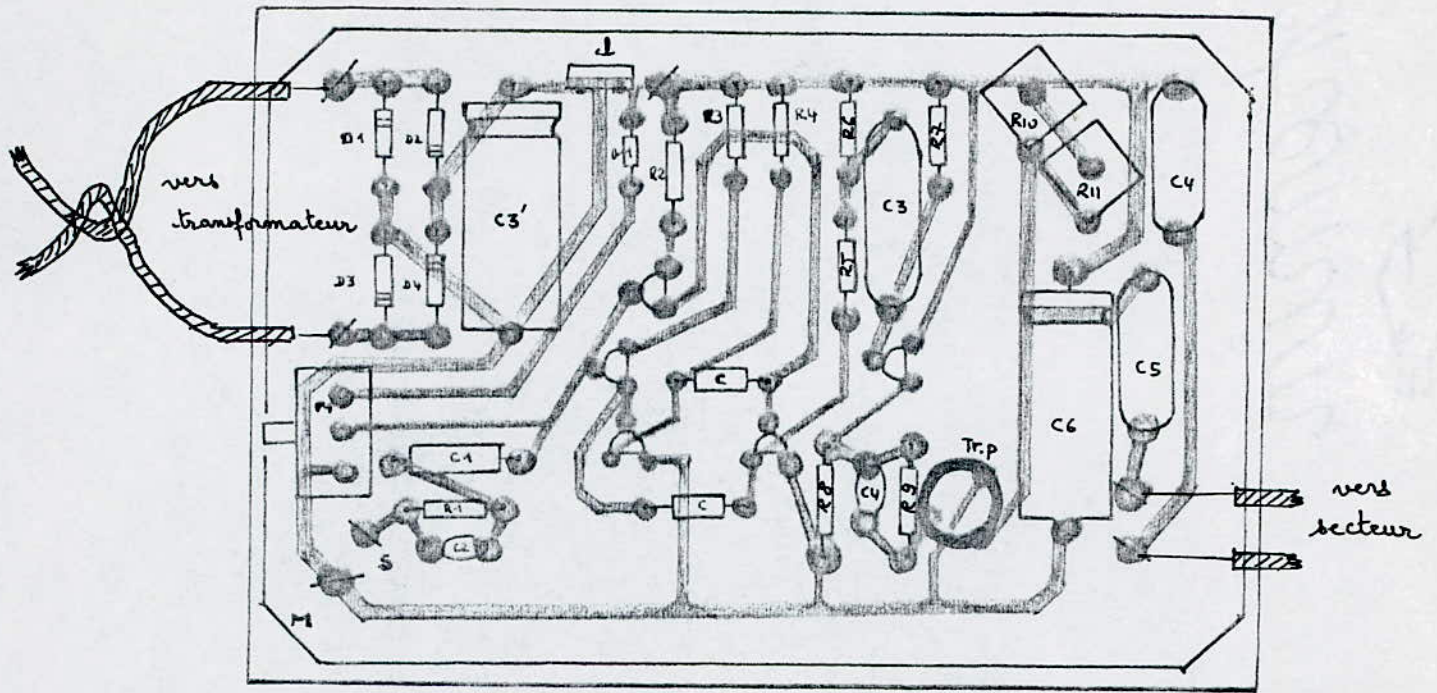 D1
D2
C3'
R2
R3
R4
R6
C3
R7
R10
R11
C4
vers
transformateur
D3
D4
R5
C6
C5
C1
C
Tr.p
R8
C4
R9
C
R1
C2
S
M
vers
secteur